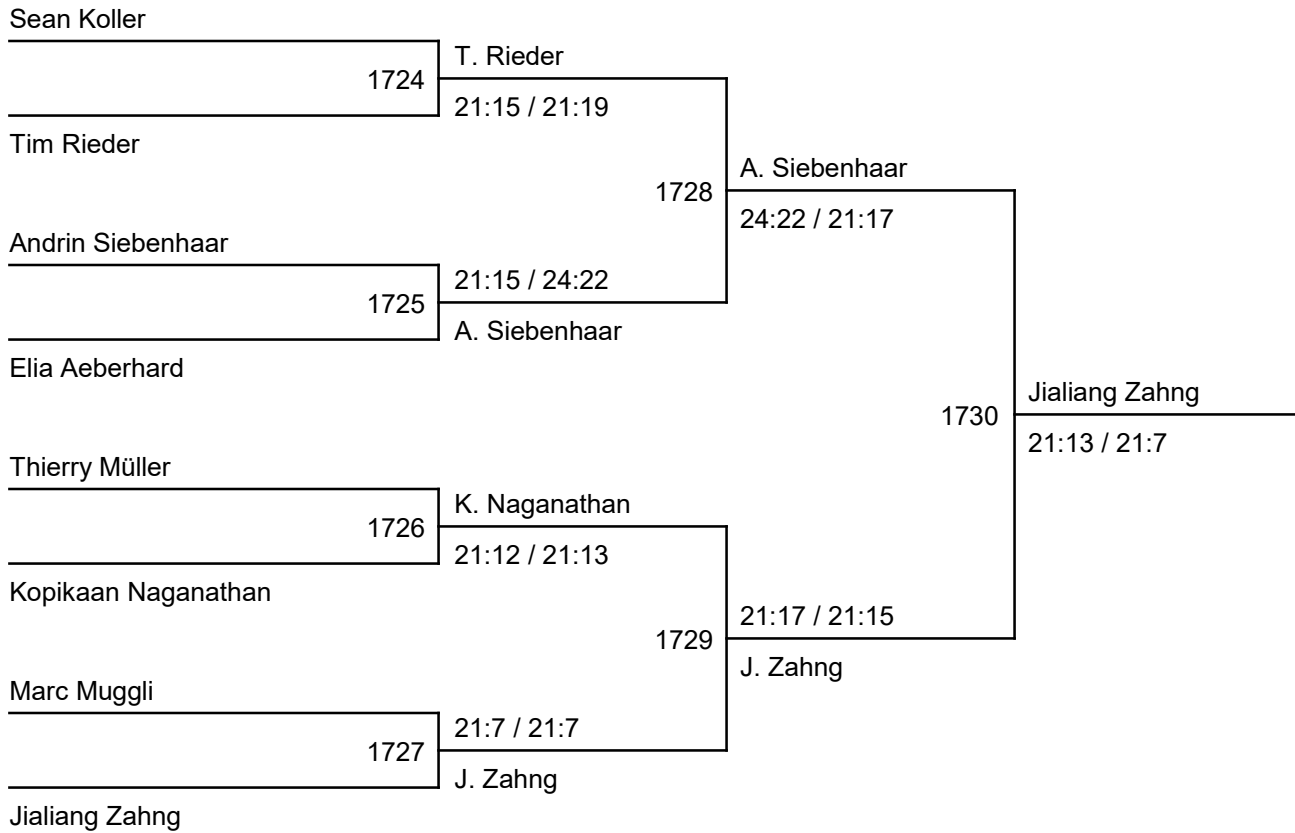 Sean Koller
T. Rieder
1724
21:15 / 21:19
Tim Rieder
A. Siebenhaar
1728
24:22 / 21:17
Andrin Siebenhaar
21:15 / 24:22
1725
A. Siebenhaar
Elia Aeberhard
Jialiang Zahng
1730
21:13 / 21:7
Thierry Müller
K. Naganathan
1726
21:12 / 21:13
Kopikaan Naganathan
21:17 / 21:15
1729
J. Zahng
Marc Muggli
21:7 / 21:7
1727
J. Zahng
Jialiang Zahng